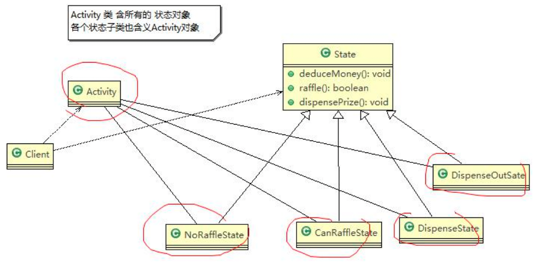 Activity 类 含所有的 状态对象
各个状态子类也含义Activity对象
C State
deduceMoney(): void
raffle(): boolean
dispensePrize(): void
C Activity
C Client
C DispenseOutSate
C NoRaffleState
C CanRaffleState
C DispenseState